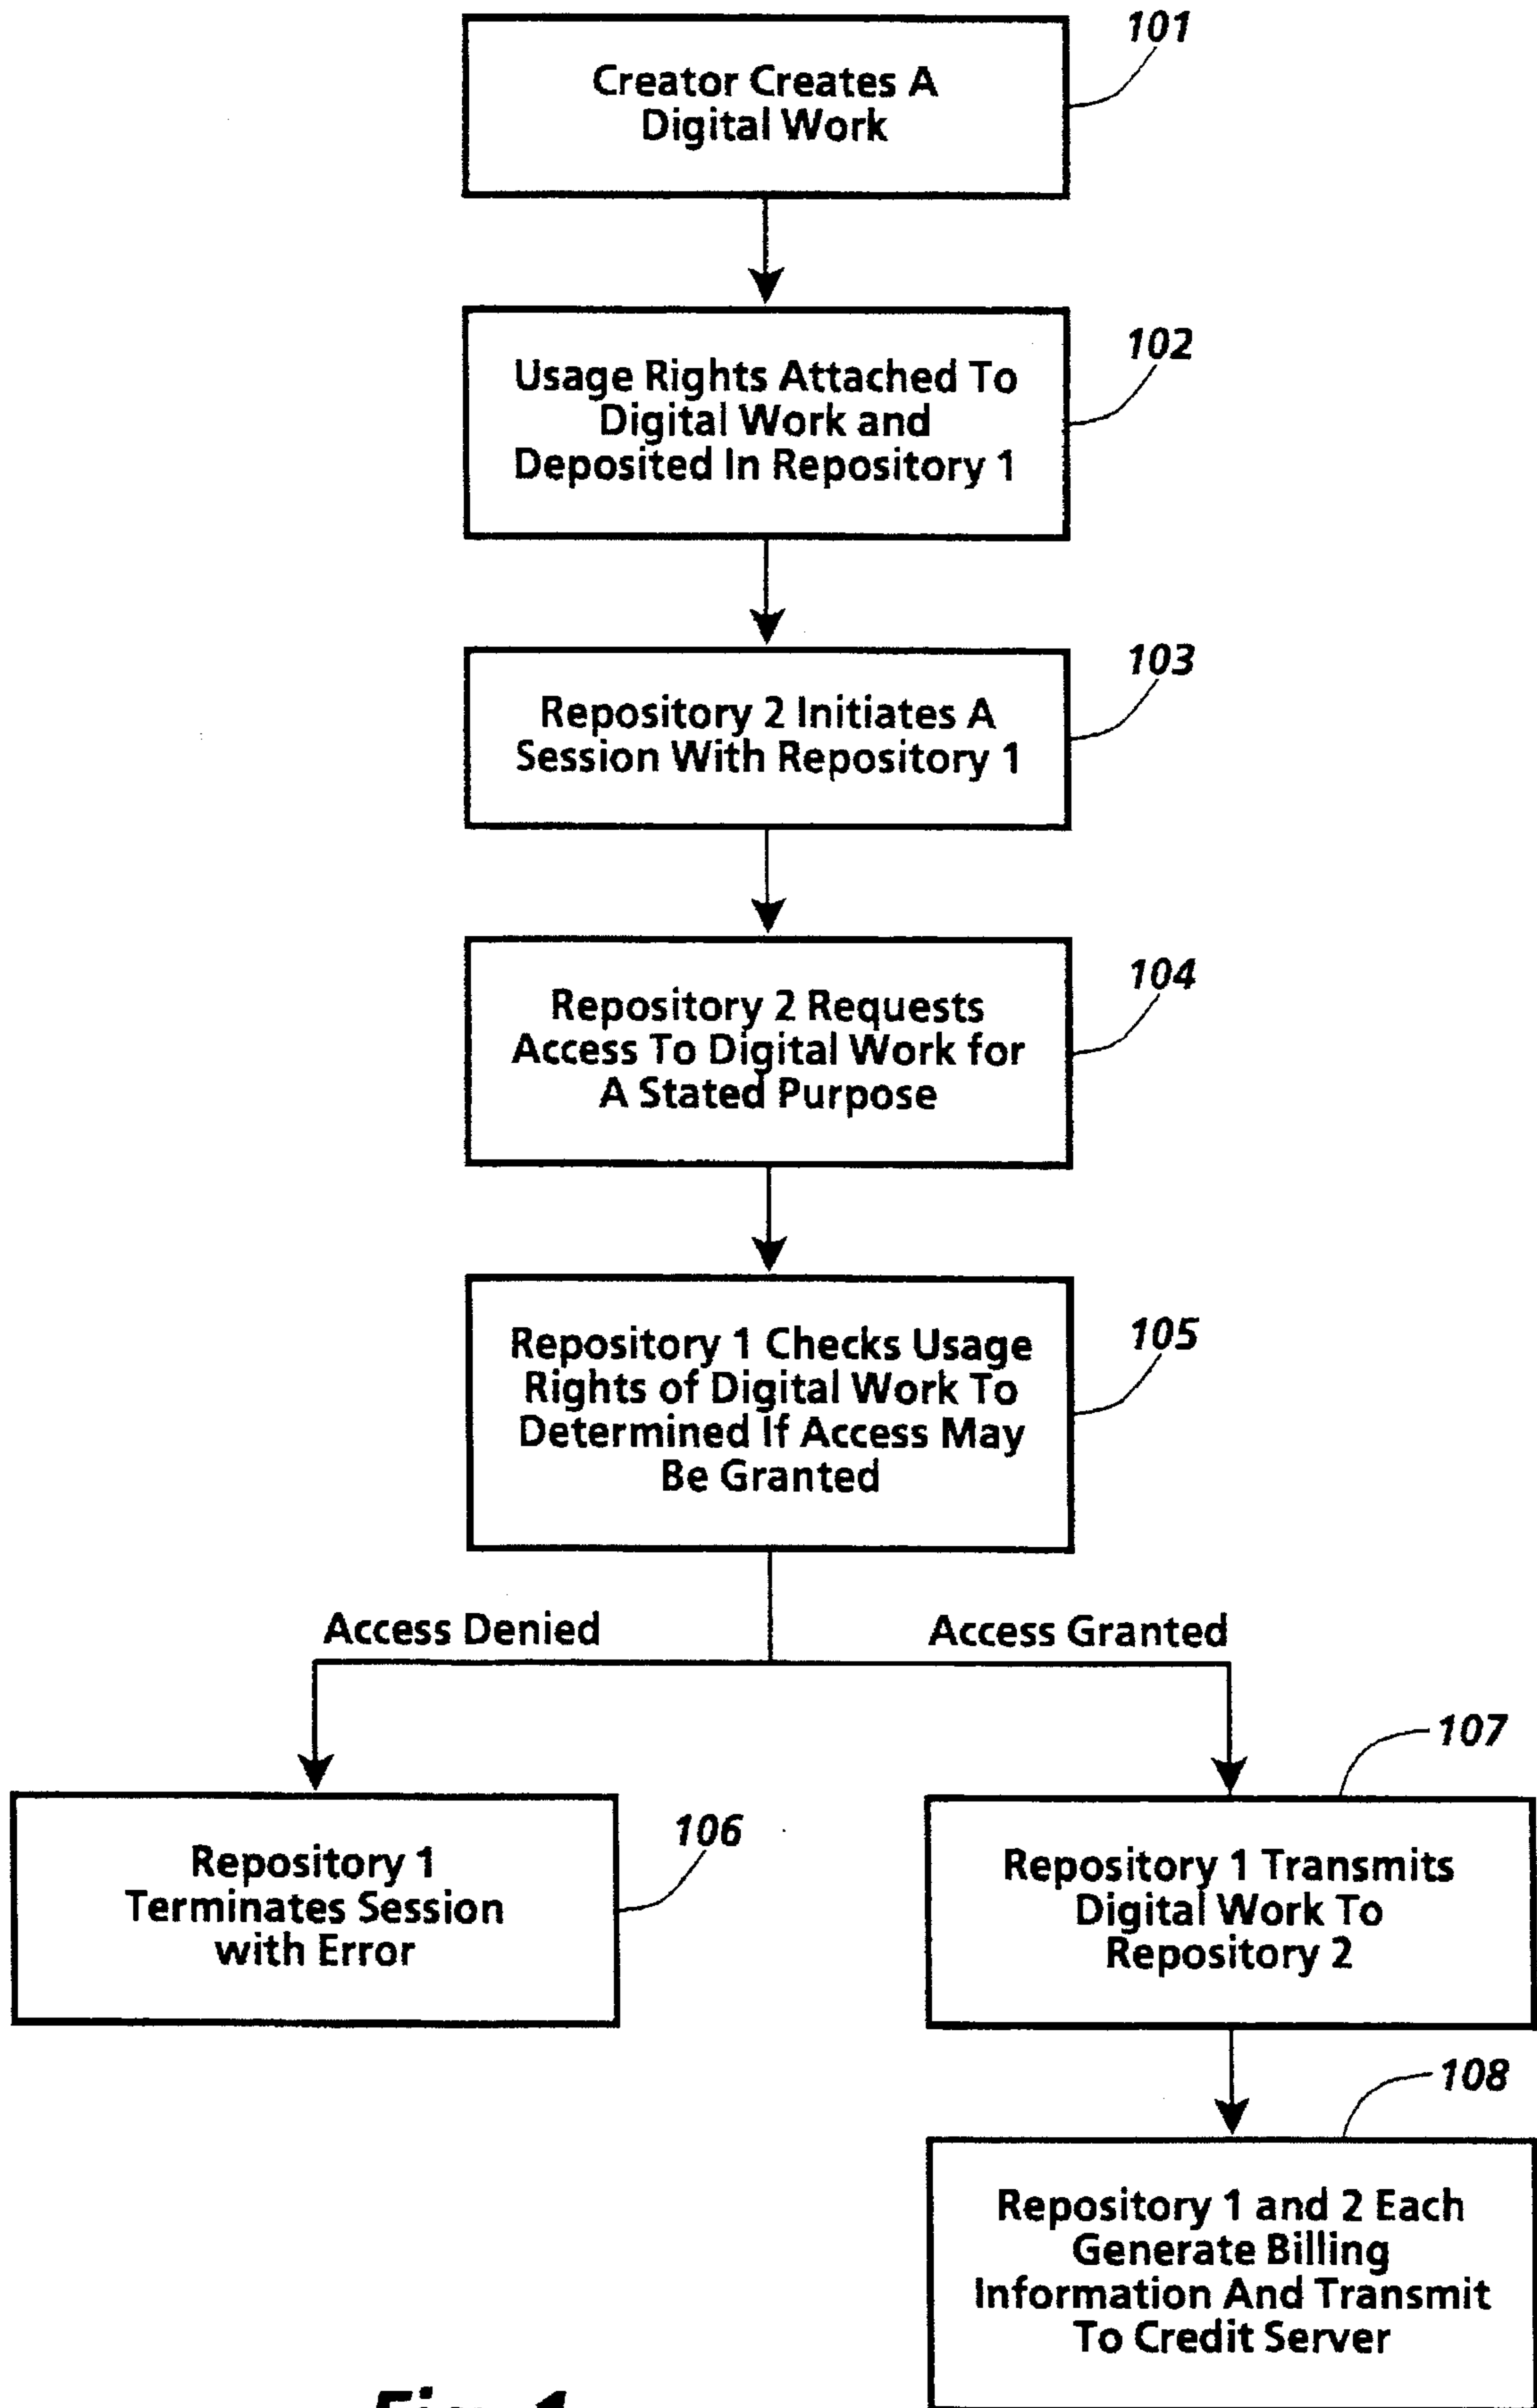 101
Creator Creates A
Digital Work
102
Usage Rights Attached To
Digital Work and
Deposited In Repository 1
103
Repository 2 Initiates A
Session With Repository 1
104
Repository 2 Requests
Access To Digital Work for
A Stated Purpose
105
Repository 1 Checks Usage
Rights of Digital Work To
Determined If Access May
Be Granted
Access Denied
Access Granted
107
106
Repository 1
Terminates Session
with Error
Repository 1 Transmits
Digital Work To
Repository 2
108
Repository 1 and 2 Each
Generate Billing
Information And Transmit
To Credit Server